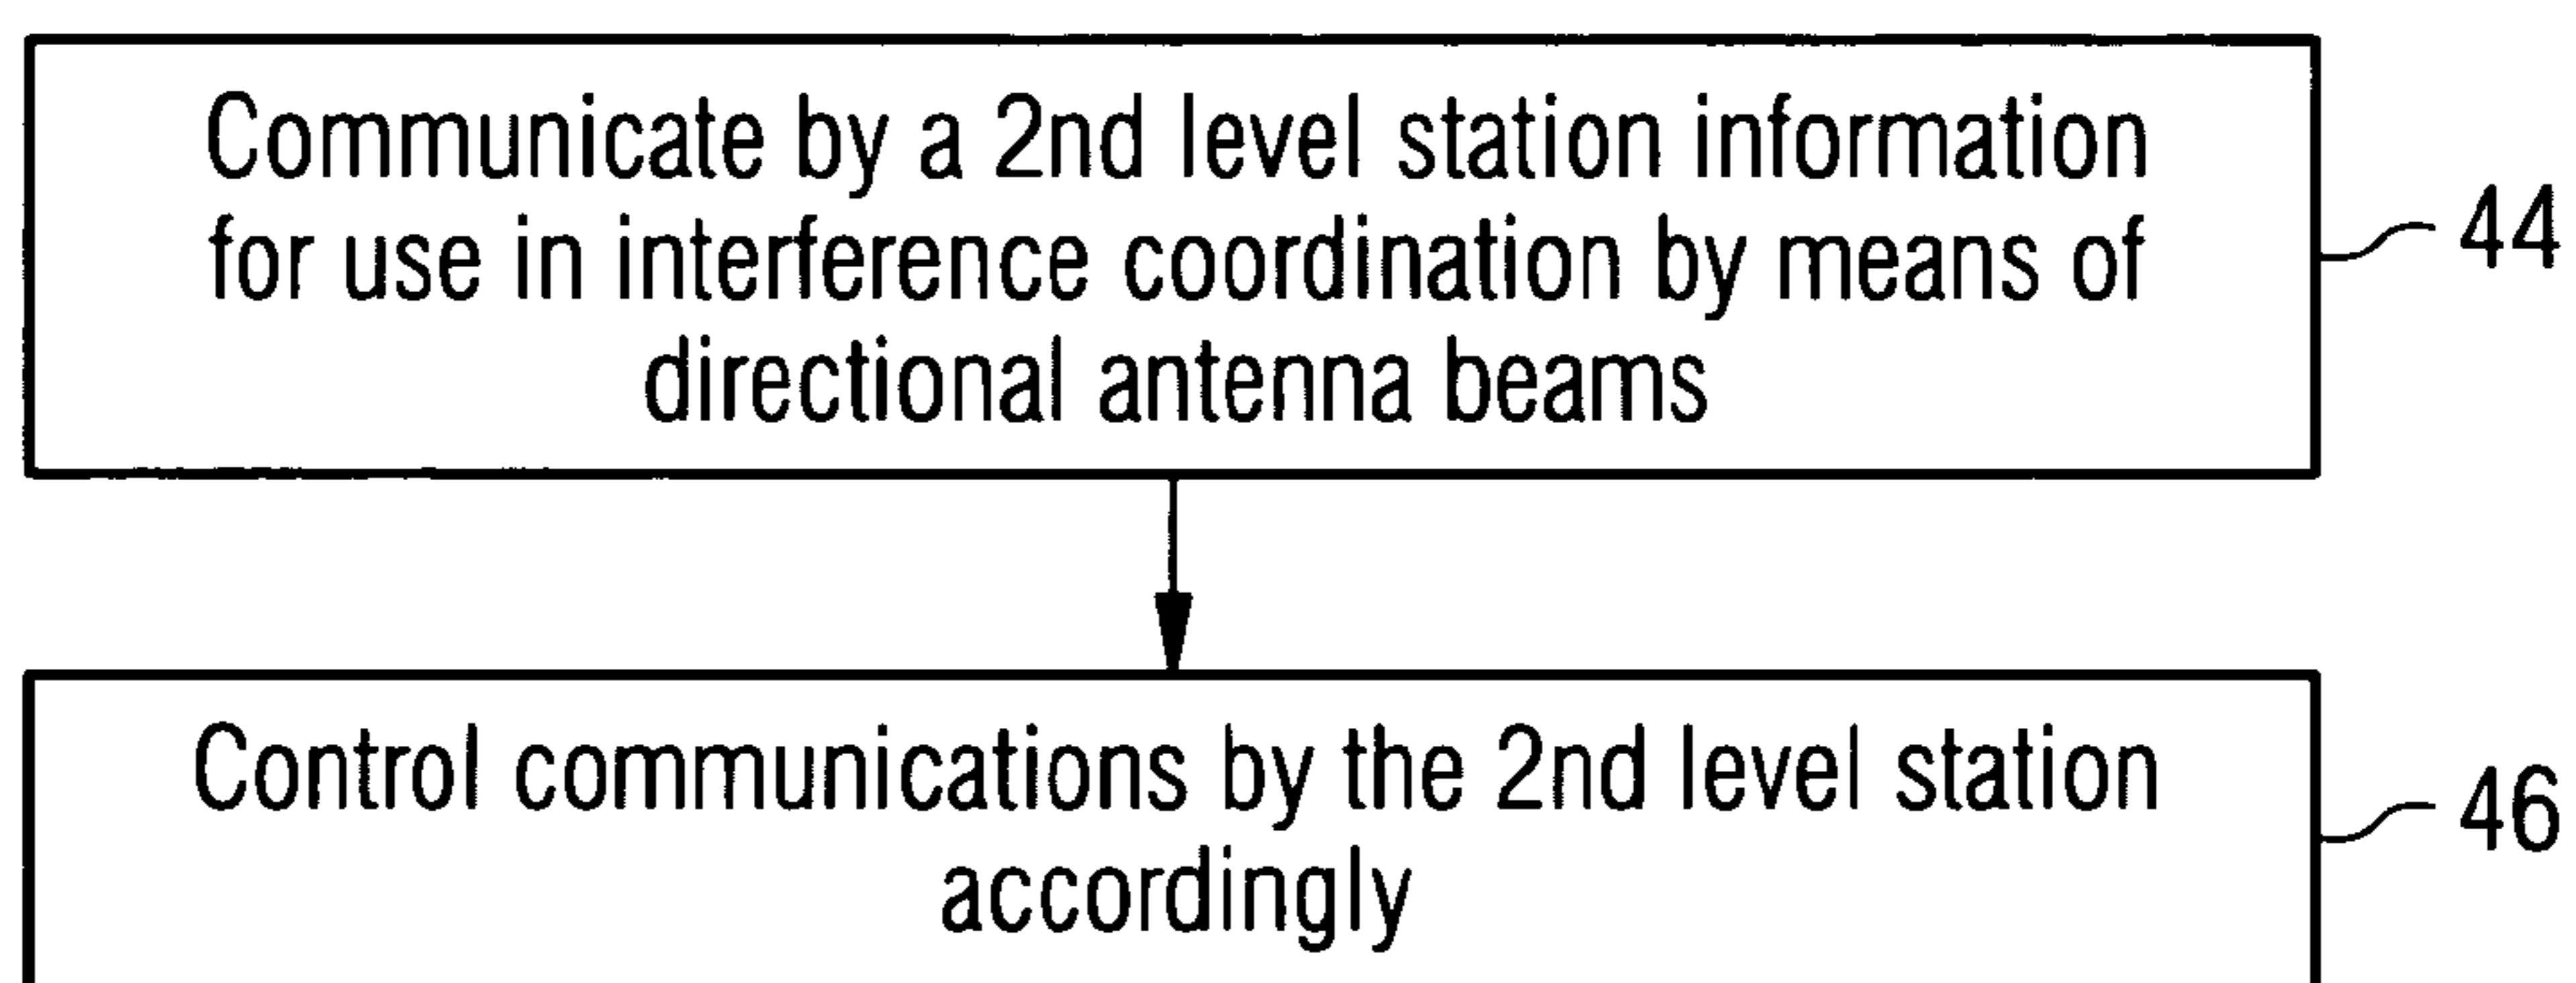 Communicate by a 2nd level station information
for use in interference coordination by means of
directional antenna beams
44
Control communications by the 2nd level station
accordingly
46